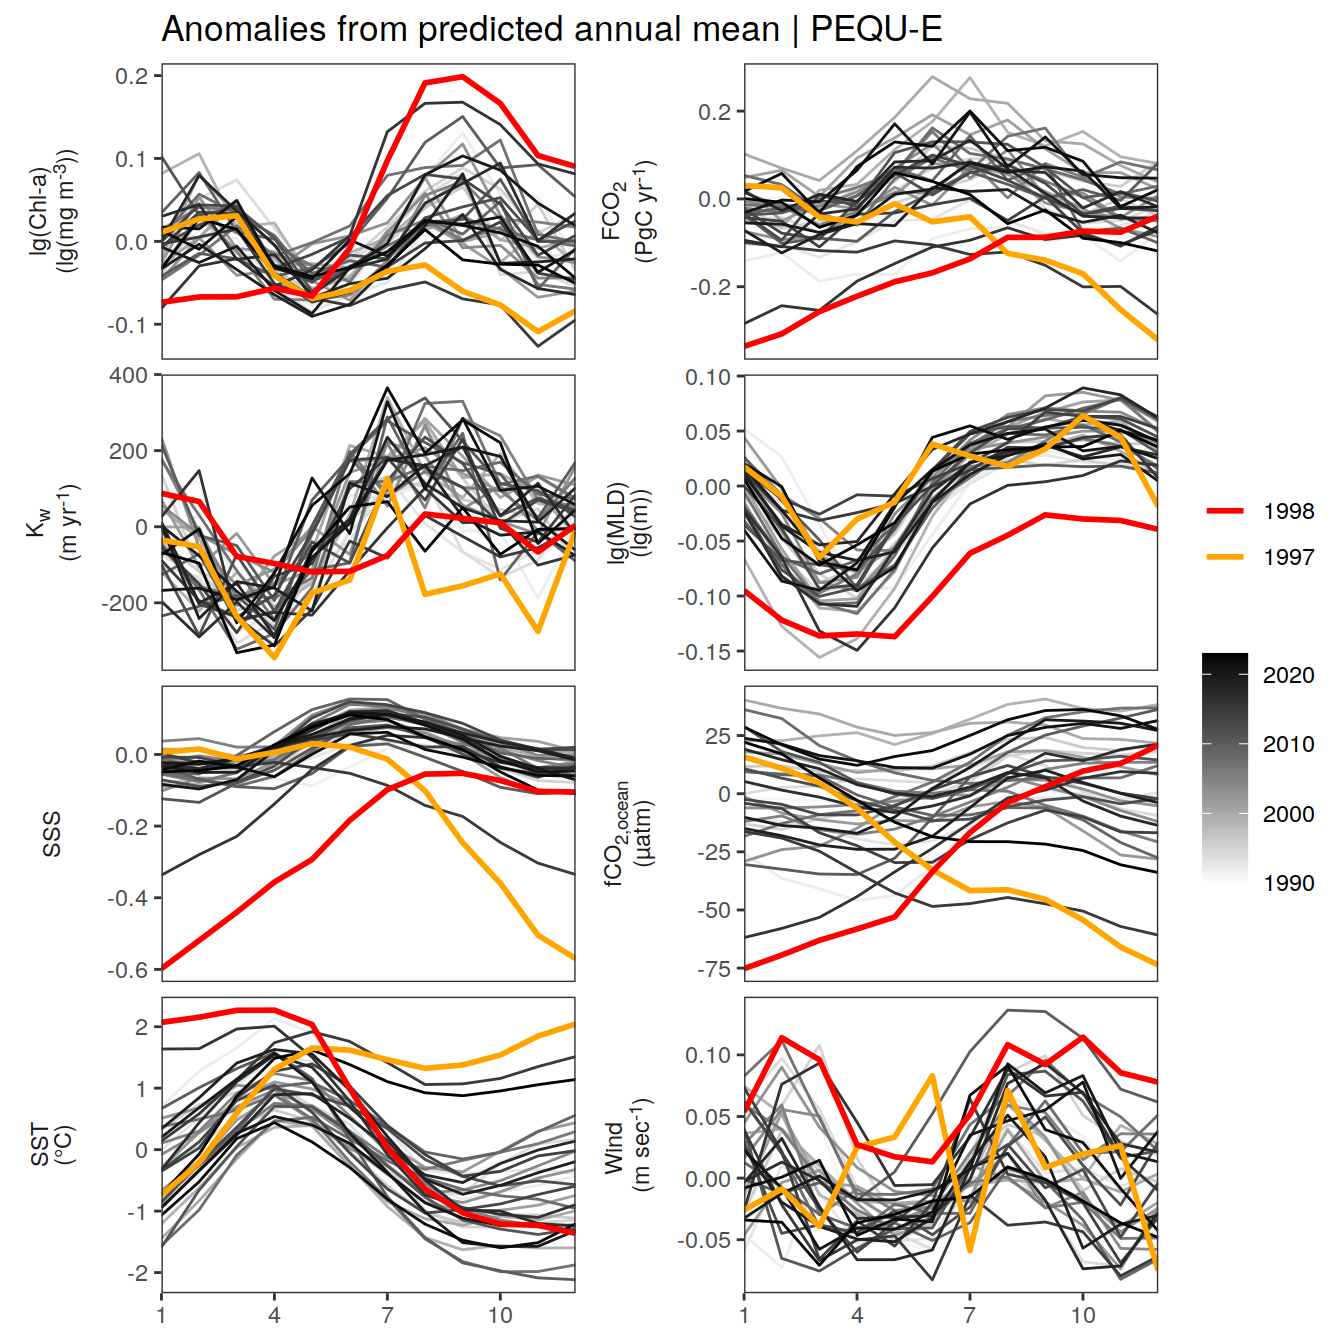 Anomalies from predicted annual mean | PEQU-E
lg(Chl-a)
(lg(mg m⁻³))
0.2
0.1
0.0
-0.1
FCO₂
(PgC yr⁻¹)
0.2
0.0
-0.2
K_w
(m yr⁻¹)
400
200
0
-200
lg(MLD)
(lg(m))
0.10
0.05
0.00
-0.05
-0.10
-0.15
SSS
0.0
-0.2
-0.4
-0.6
fCO₂,ocean
(µatm)
25
0
-25
-50
-75
SST
(°C)
2
1
0
-1
-2
Wind
(m sec⁻¹)
0.10
0.05
0.00
-0.05
1 4 7 10
1 4 7 10
1998
1997
2020
2010
2000
1990